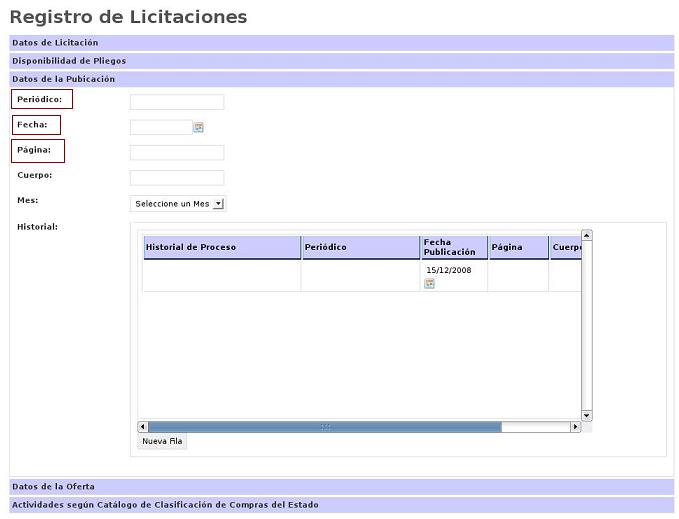 Registro de Licitaciones
Datos de Licitación
Disponibilidad de Pliegos
Datos de la Pubicación
Periódico:
Fecha:
Página:
Cuerpo:
Mes: Seleccione un Mes
Historial:
Historial de Proceso Periódico Fecha Publicación Página Cuerpo
15/12/2008
Nueva Fila
Datos de la Oferta
Actividades según Catálogo de Clasificación de Compras del Estado